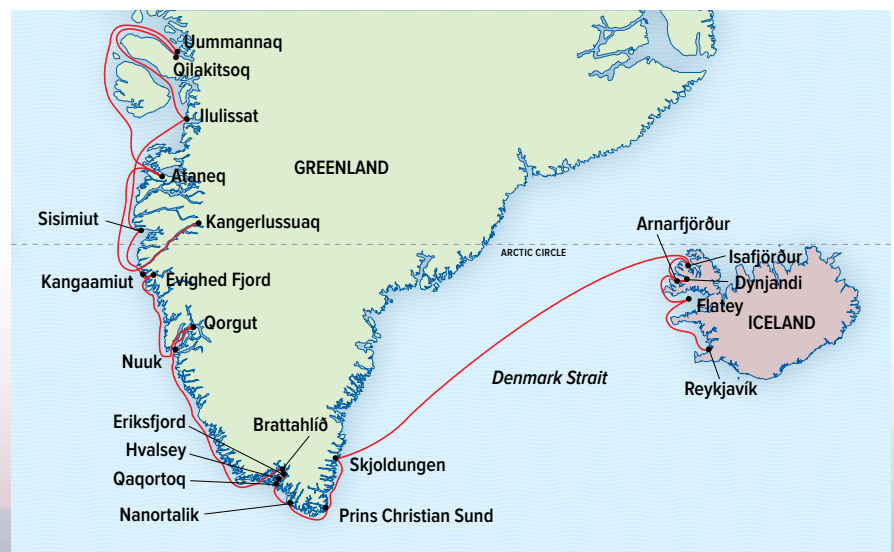 Uummannaq
Qilakitsoq
Ilulissat
GREENLAND
Ataneq
Sisimiut
Kangerlussuaq
Arnarfjörður
ARCTIC CIRCLE
Isafjörður
Kangaamiut
Evighed Fjord
Dynjandi
Flatey
Qorgut
ICELAND
Nuuk
Denmark Strait
Reykjavík
Eriksfjord
Brattahlíð
Hvalsey
Skjoldungen
Qaqortoq
Nanortalik
Prins Christian Sund